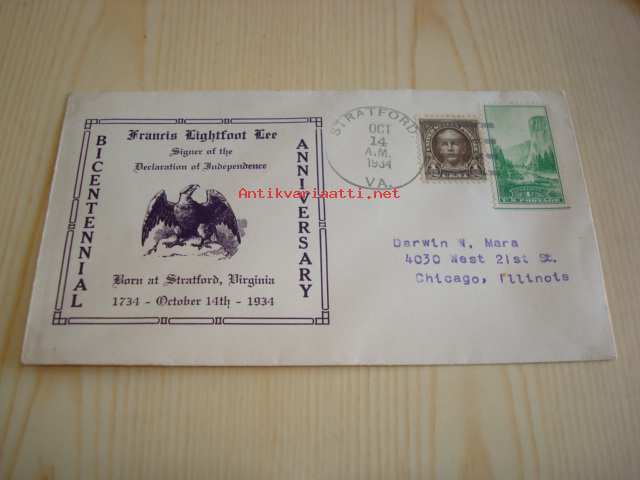 BICENTENNIAL
Francis Lightfoot Lee
Signer of the
Declaration of Independence
Born at Stratford, Virginia
1734 - October 14th - 1934
ANNIVERSARY
STRATFORD
OCT
14
A.M.
1934
VA.
U.S. POSTAGE
Darwin W. Mara
4030 West 21st St.
Chicago, Illinois
Antikvariaatti.net